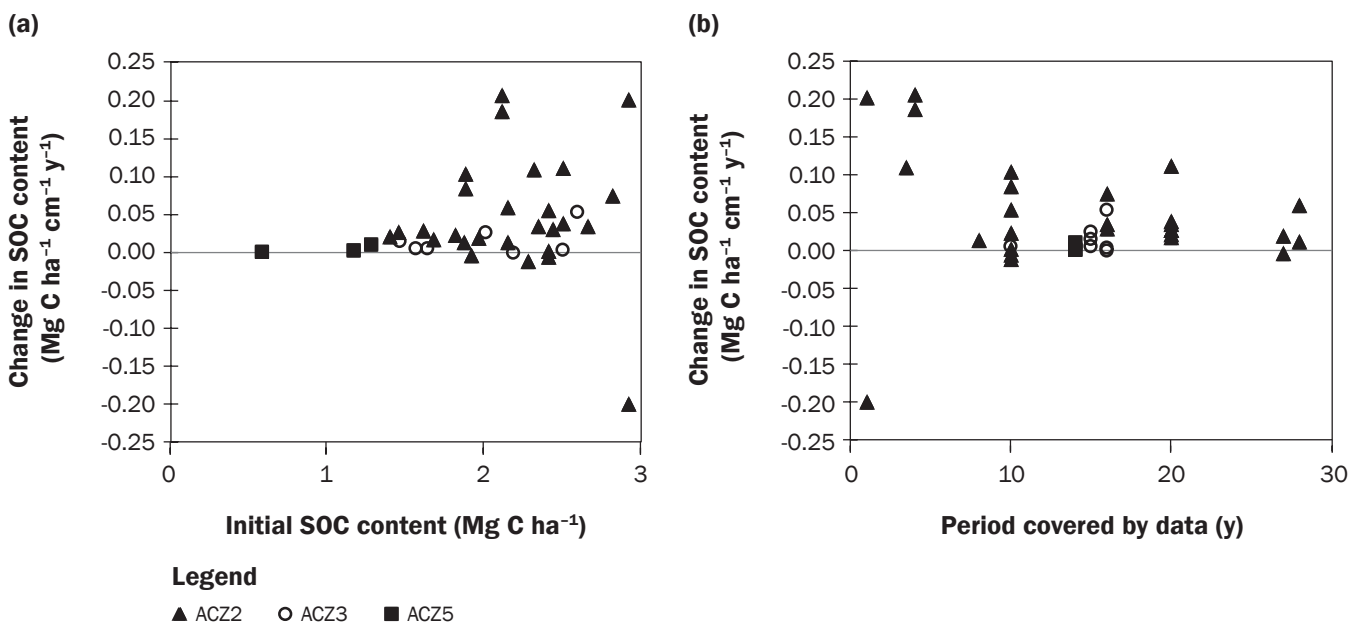 (a)
Change in SOC content
(Mg C ha⁻¹ cm⁻¹ y⁻¹)
0.25
0.20
0.15
0.10
0.05
0.00
-0.05
-0.10
-0.15
-0.20
-0.25
0 1 2 3
Initial SOC content (Mg C ha⁻¹)
(b)
Change in SOC content
(Mg C ha⁻¹ cm⁻¹ y⁻¹)
0.25
0.20
0.15
0.10
0.05
0.00
-0.05
-0.10
-0.15
-0.20
-0.25
0 10 20 30
Period covered by data (y)
Legend
ACZ2 ACZ3 ACZ5